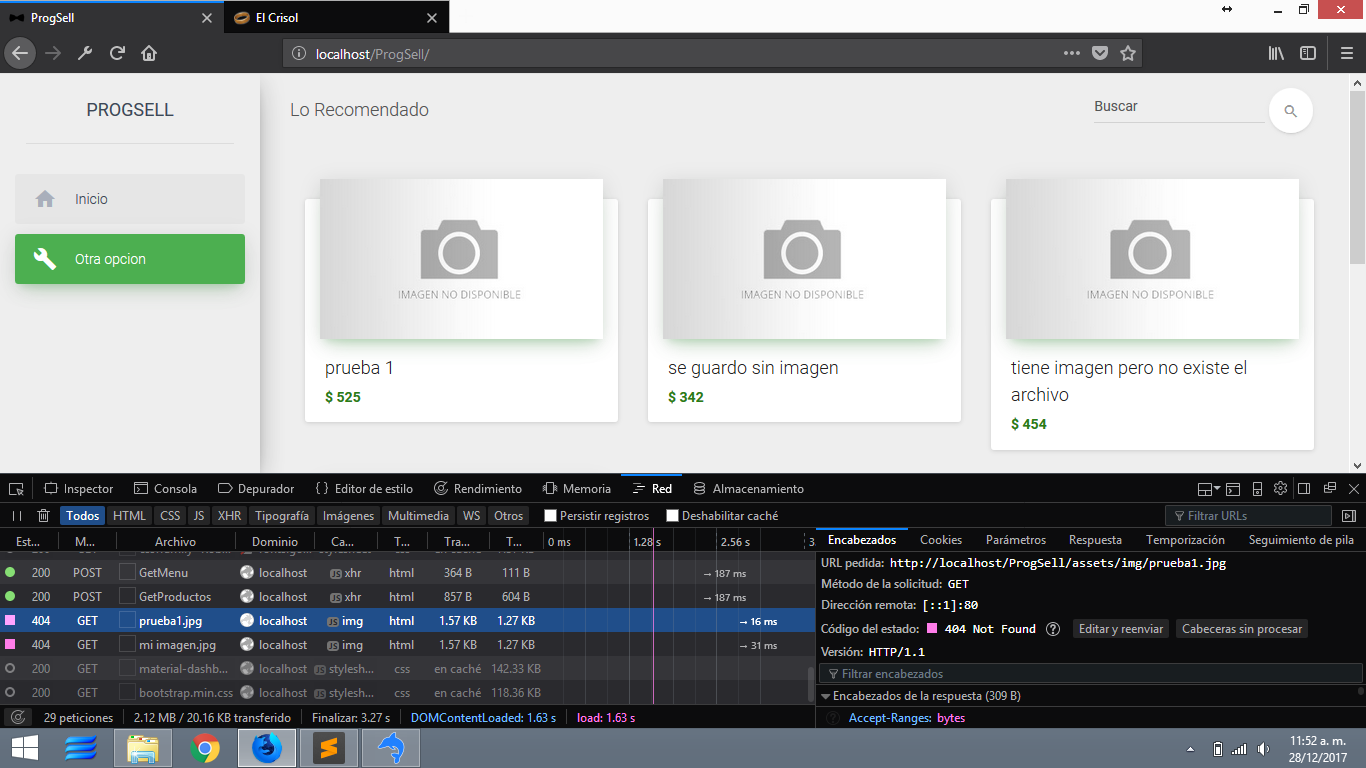 ProgSell
El Crisol
localhost/ProgSell/
PROGSELL
Lo Recomendado
Buscar
Inicio
Otra opcion
IMAGEN NO DISPONIBLE
IMAGEN NO DISPONIBLE
IMAGEN NO DISPONIBLE
prueba 1
$ 525
se guardo sin imagen
$ 342
tiene imagen pero no existe el
archivo
$ 454
Inspector Consola Depurador Editor de estilo Rendimiento Memoria Red Almacenamiento
Todos HTML CSS JS XHR Tipografía Imágenes Multimedia WS Otros Persistir registros Deshabilitar caché Filtrar URLs
Est... M... Archivo Dominio Ca... T... Tra... T... 0 ms 1.28 s 2.56 s 3.
200 POST GetMenu localhost JS xhr html 364 B 111 B → 187 ms
200 POST GetProductos localhost JS xhr html 857 B 604 B → 187 ms
404 GET prueba1.jpg localhost JS img html 1.57 KB 1.27 KB → 16 ms
404 GET mi imagen.jpg localhost JS img html 1.57 KB 1.27 KB → 31 ms
200 GET material-dashb... localhost JS stylesh... css en caché 142.33 KB
200 GET bootstrap.min.css localhost JS stylesh... css en caché 118.36 KB
29 peticiones 2.12 MB / 20.16 KB transferido Finalizar: 3.27 s DOMContentLoaded: 1.63 s load: 1.63 s
Encabezados Cookies Parámetros Respuesta Temporización Seguimiento de pila
URL pedida: http://localhost/ProgSell/assets/img/prueba1.jpg
Método de la solicitud: GET
Dirección remota: [::1]:80
Código del estado: 404 Not Found ? Editar y reenviar Cabeceras sin procesar
Versión: HTTP/1.1
Filtrar encabezados
Encabezados de la respuesta (309 B)
? Accept-Ranges: bytes
11:52 a. m.
28/12/2017